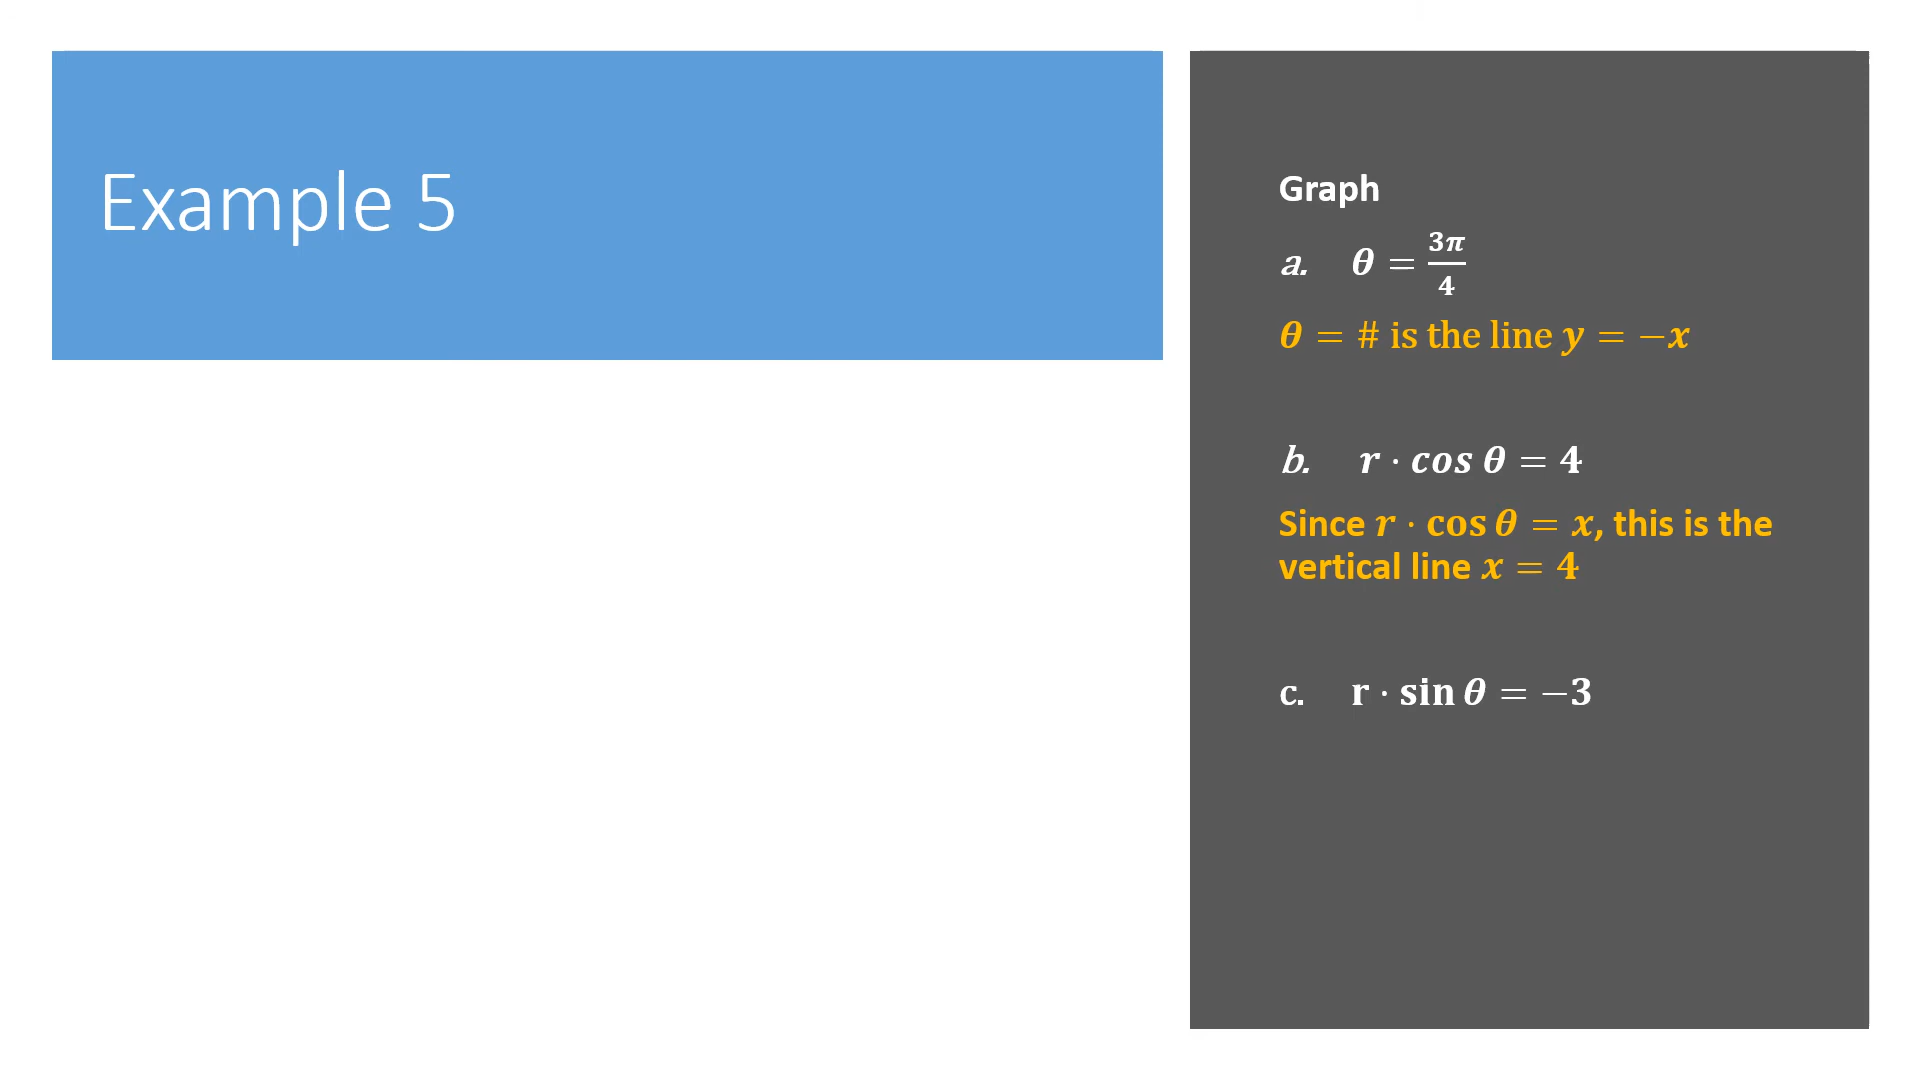 Example 5
Graph
a. θ = 3π/4
θ = # is the line y = −x
b. r · cos θ = 4
Since r · cos θ = x, this is the
vertical line x = 4
c. r · sin θ = −3